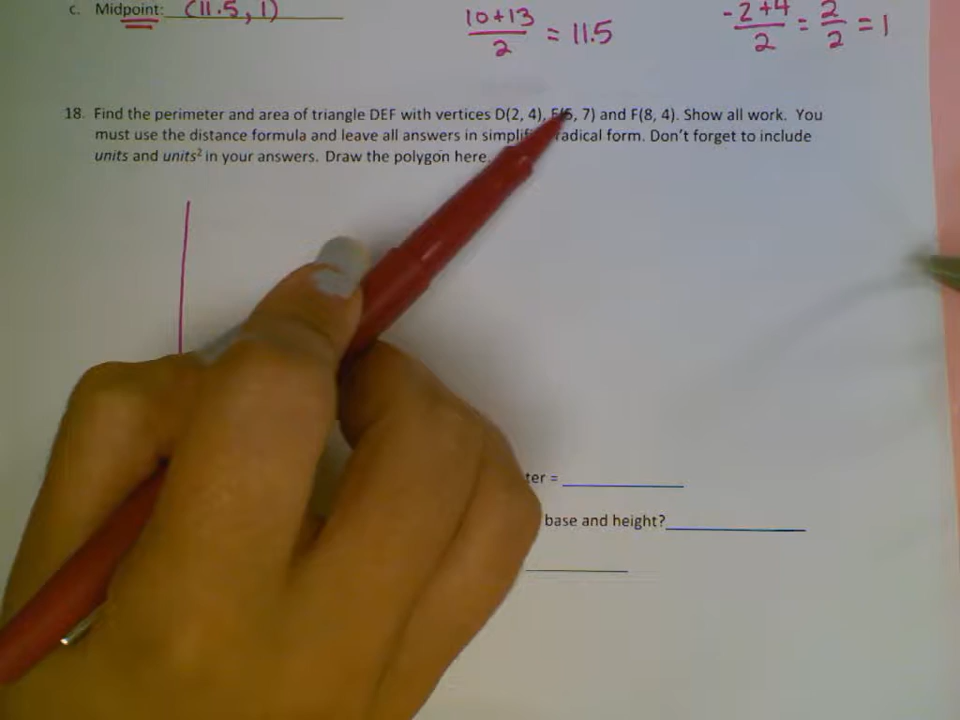 c. Midpoint: (11.5, 1)
10+13
2
= 11.5
-2+4
2
= 2
2
= 1
18. Find the perimeter and area of triangle DEF with vertices D(2, 4), 7) and F(8, 4). Show all work. You
must use the distance formula and leave all answers in radical form. Don't forget to include
units and units² in your answers. Draw the polygon here.
=
base and height?